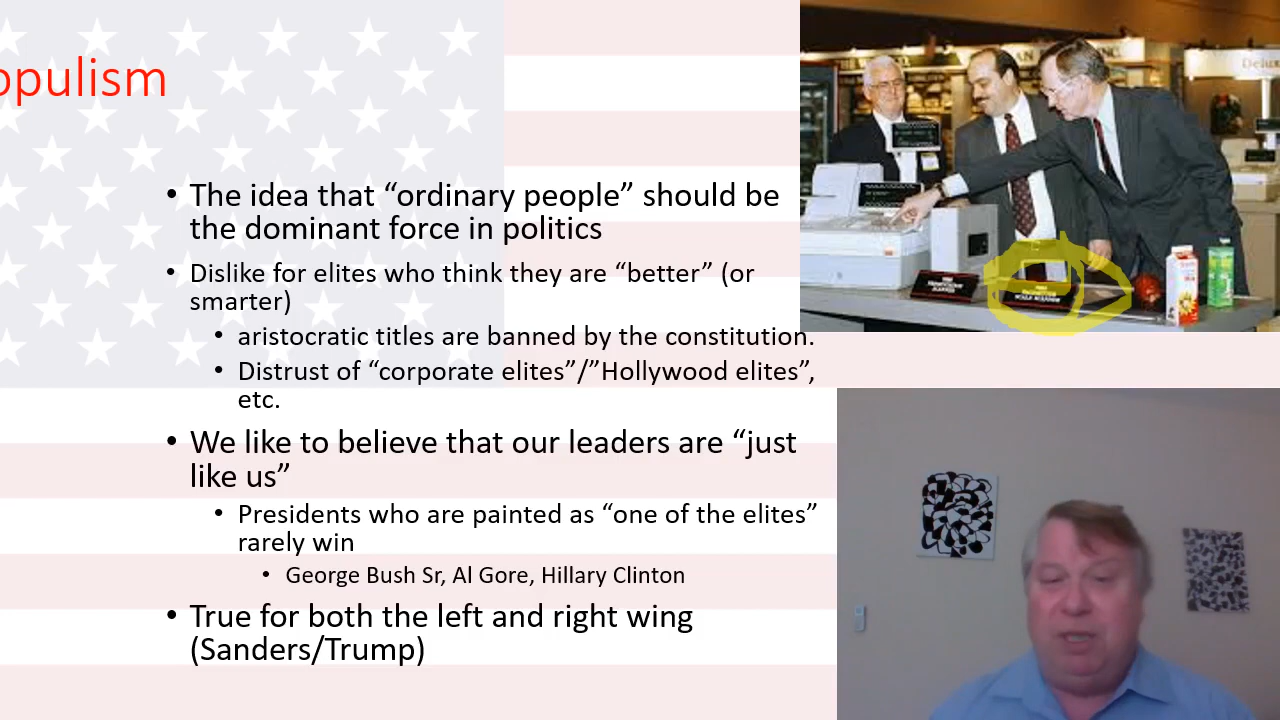 opulism
• The idea that “ordinary people” should be
the dominant force in politics
• Dislike for elites who think they are “better” (or
smarter)
• aristocratic titles are banned by the constitution.
• Distrust of “corporate elites”/”Hollywood elites”,
etc.
• We like to believe that our leaders are “just
like us”
• Presidents who are painted as “one of the elites”
rarely win
• George Bush Sr, Al Gore, Hillary Clinton
• True for both the left and right wing
(Sanders/Trump)